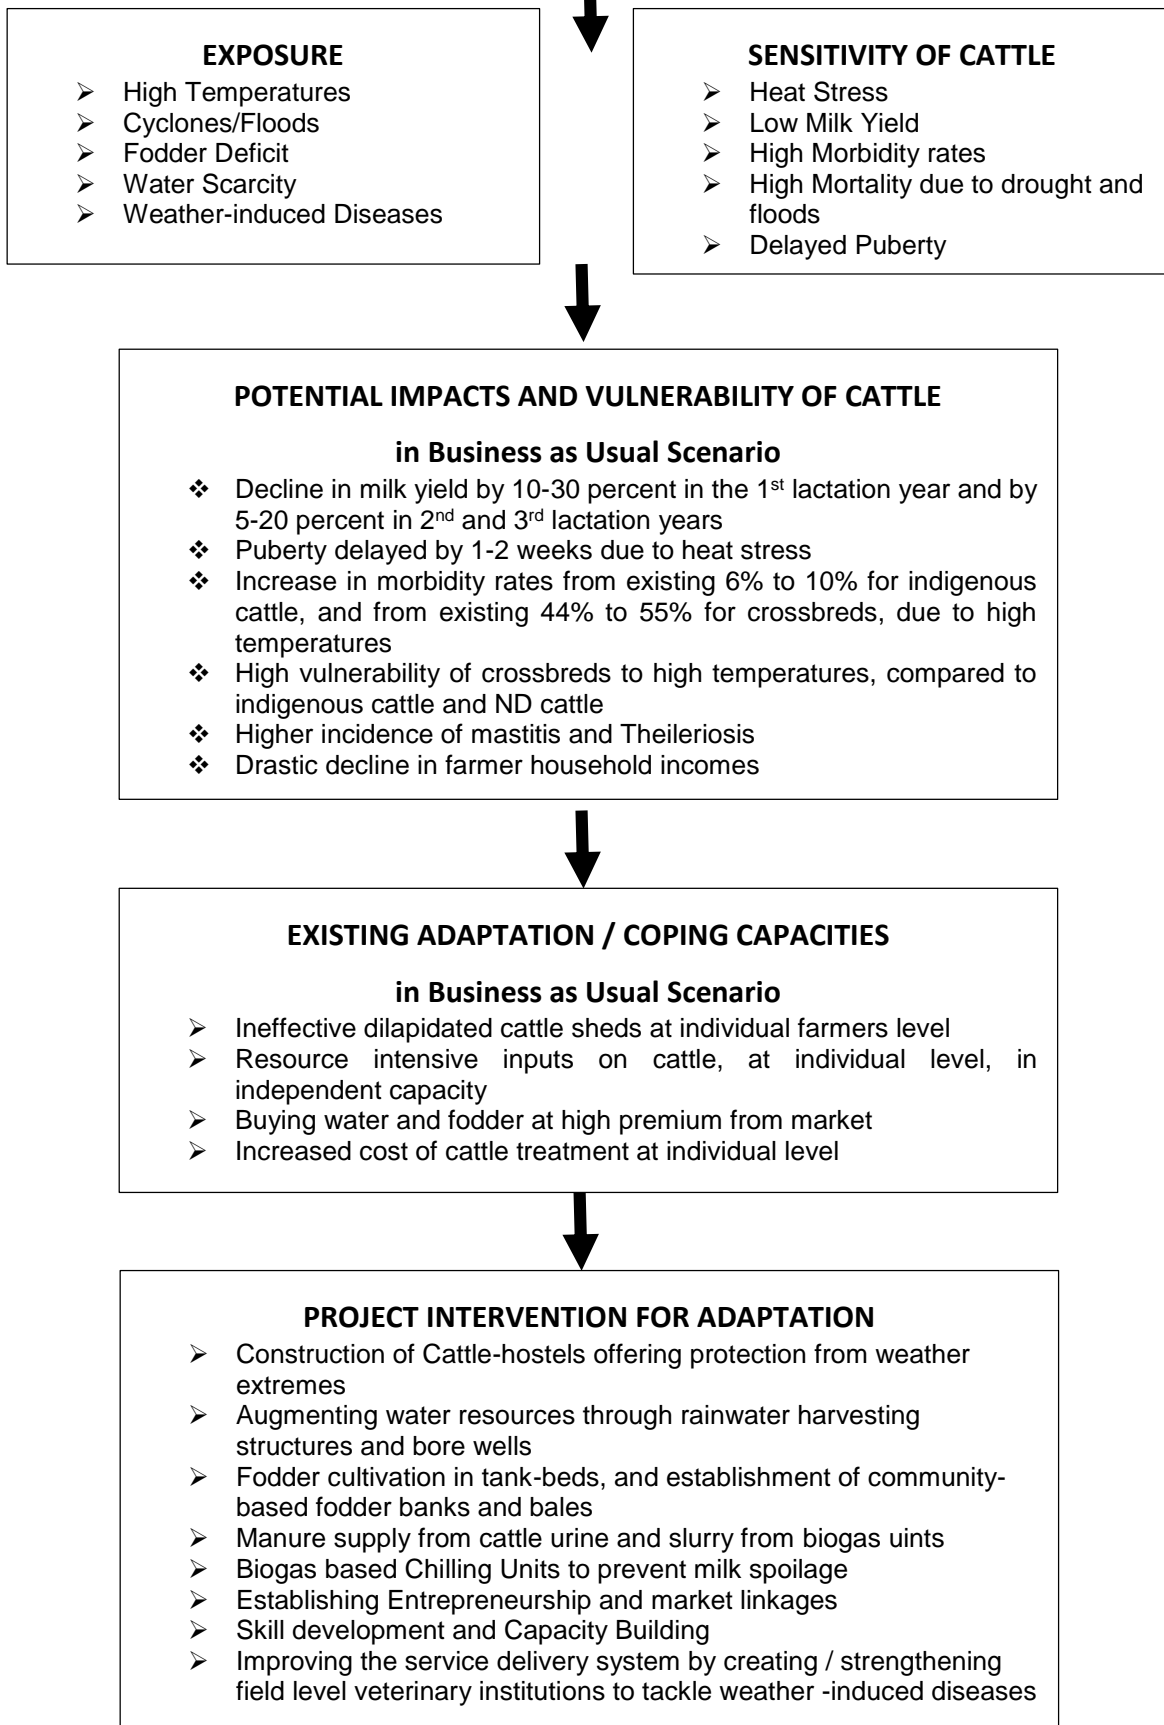 EXPOSURE
➢ High Temperatures
➢ Cyclones/Floods
➢ Fodder Deficit
➢ Water Scarcity
➢ Weather-induced Diseases
SENSITIVITY OF CATTLE
➢ Heat Stress
➢ Low Milk Yield
➢ High Morbidity rates
➢ High Mortality due to drought and
floods
➢ Delayed Puberty
POTENTIAL IMPACTS AND VULNERABILITY OF CATTLE
in Business as Usual Scenario
❖ Decline in milk yield by 10-30 percent in the 1st lactation year and by
5-20 percent in 2nd and 3rd lactation years
❖ Puberty delayed by 1-2 weeks due to heat stress
❖ Increase in morbidity rates from existing 6% to 10% for indigenous
cattle, and from existing 44% to 55% for crossbreds, due to high
temperatures
❖ High vulnerability of crossbreds to high temperatures, compared to
indigenous cattle and ND cattle
❖ Higher incidence of mastitis and Theileriosis
❖ Drastic decline in farmer household incomes
EXISTING ADAPTATION / COPING CAPACITIES
in Business as Usual Scenario
➢ Ineffective dilapidated cattle sheds at individual farmers level
➢ Resource intensive inputs on cattle, at individual level, in
independent capacity
➢ Buying water and fodder at high premium from market
➢ Increased cost of cattle treatment at individual level
PROJECT INTERVENTION FOR ADAPTATION
➢ Construction of Cattle-hostels offering protection from weather
extremes
➢ Augmenting water resources through rainwater harvesting
structures and bore wells
➢ Fodder cultivation in tank-beds, and establishment of community-
based fodder banks and bales
➢ Manure supply from cattle urine and slurry from biogas uints
➢ Biogas based Chilling Units to prevent milk spoilage
➢ Establishing Entrepreneurship and market linkages
➢ Skill development and Capacity Building
➢ Improving the service delivery system by creating / strengthening
field level veterinary institutions to tackle weather -induced diseases